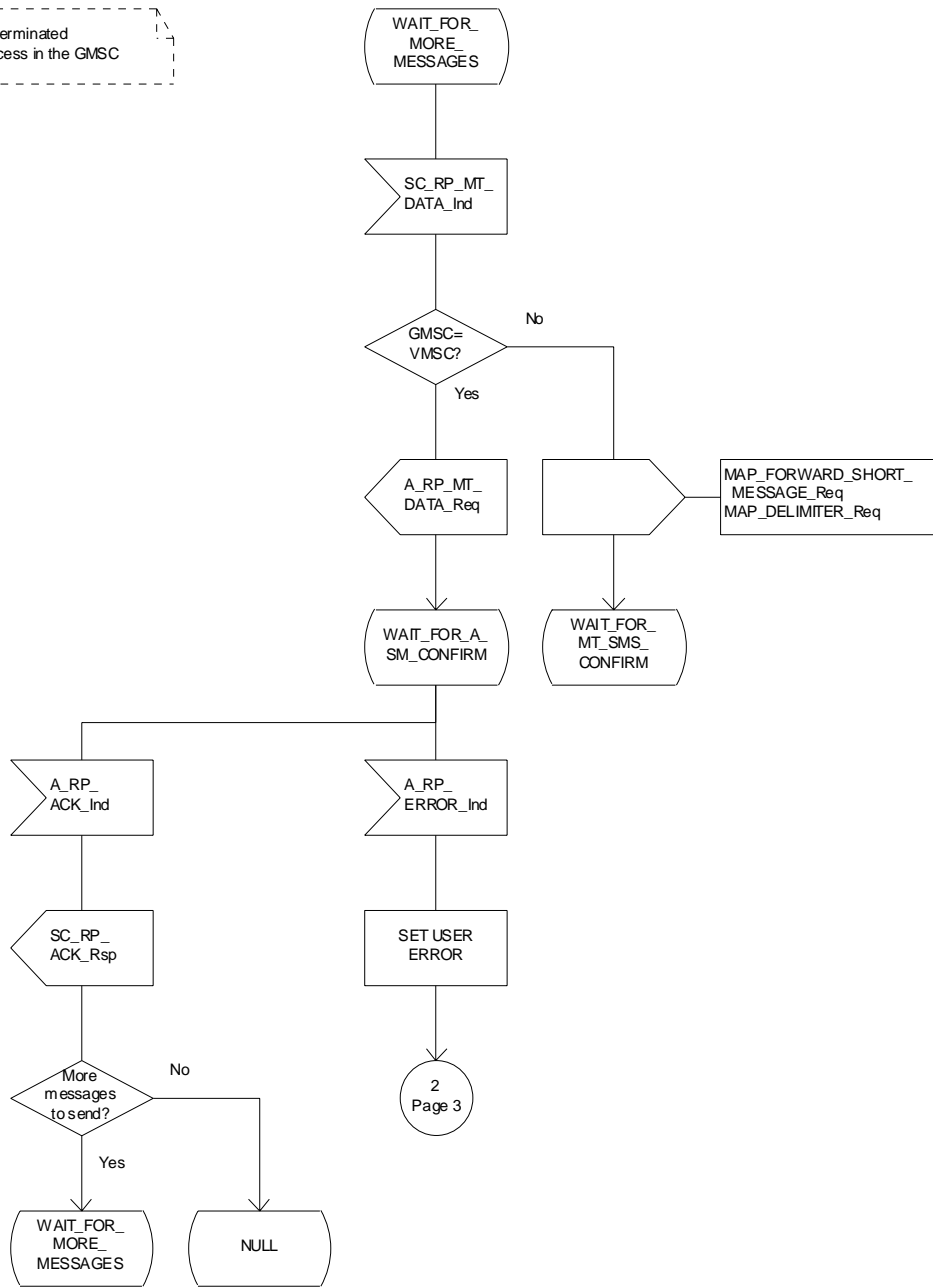 erminated
cess in the GMSC
WAIT_FOR_
MORE_
MESSAGES
SC_RP_MT_
DATA_Ind
GMSC=
VMSC?
No
Yes
A_RP_MT_
DATA_Req
MAP_FORWARD_SHORT_
MESSAGE_Req
MAP_DELIMITER_Req
WAIT_FOR_A_
SM_CONFIRM
WAIT_FOR_
MT_SMS_
CONFIRM
A_RP_
ACK_Ind
A_RP_
ERROR_Ind
SC_RP_
ACK_Rsp
SET USER
ERROR
More
messages
to send?
No
Yes
2
Page 3
WAIT_FOR_
MORE_
MESSAGES
NULL